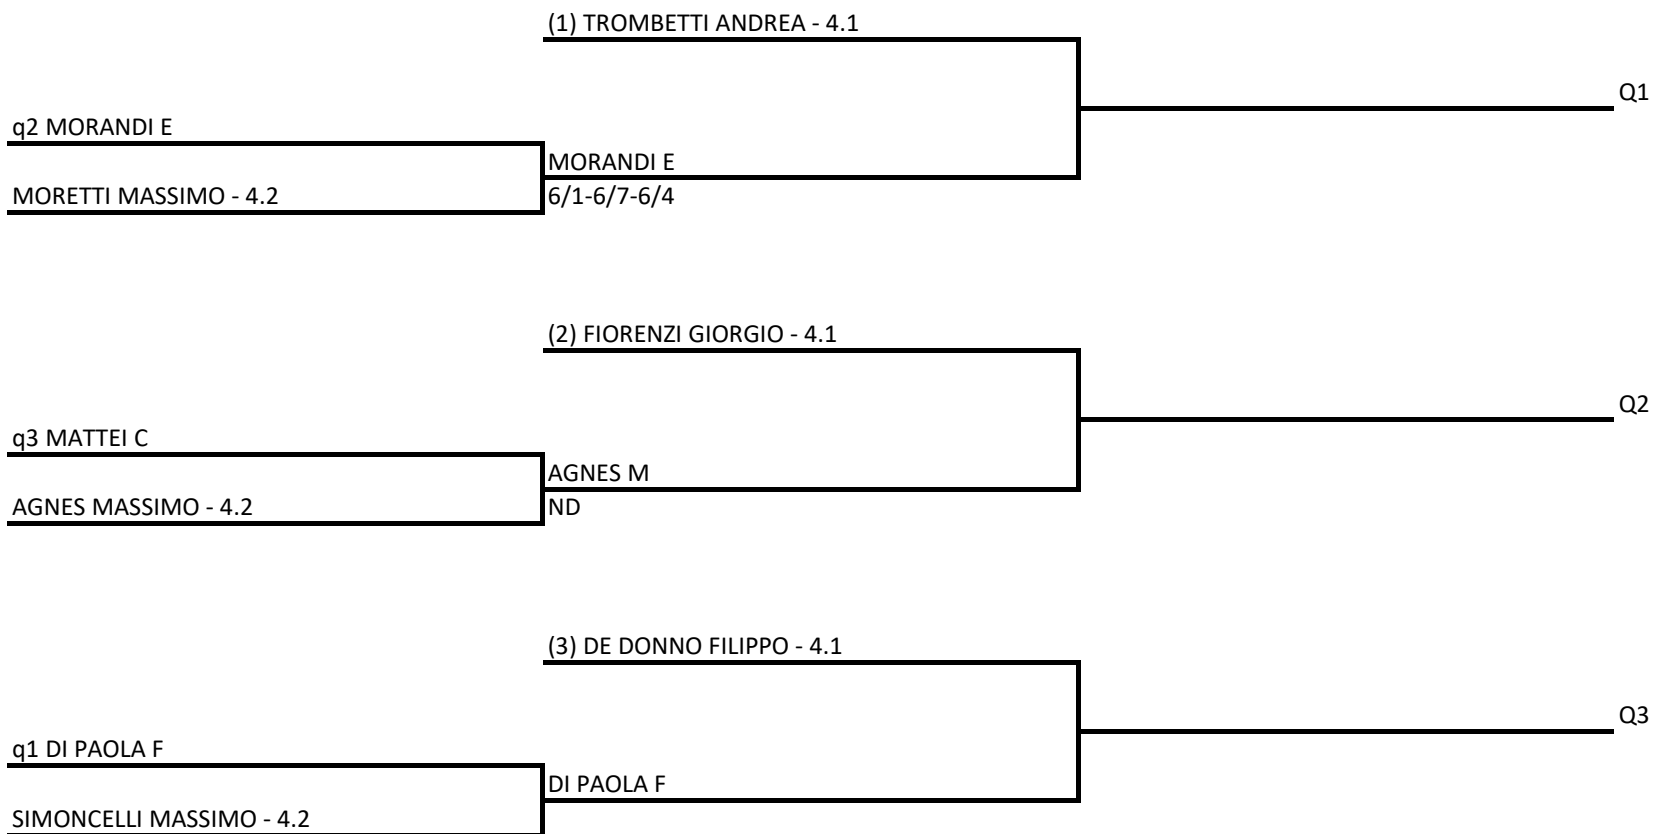 (1) TROMBETTI ANDREA - 4.1
Q1
q2 MORANDI E
MORANDI E
MORETTI MASSIMO - 4.2
6/1-6/7-6/4
(2) FIORENZI GIORGIO - 4.1
Q2
q3 MATTEI C
AGNES M
AGNES MASSIMO - 4.2
ND
(3) DE DONNO FILIPPO - 4.1
Q3
q1 DI PAOLA F
DI PAOLA F
SIMONCELLI MASSIMO - 4.2